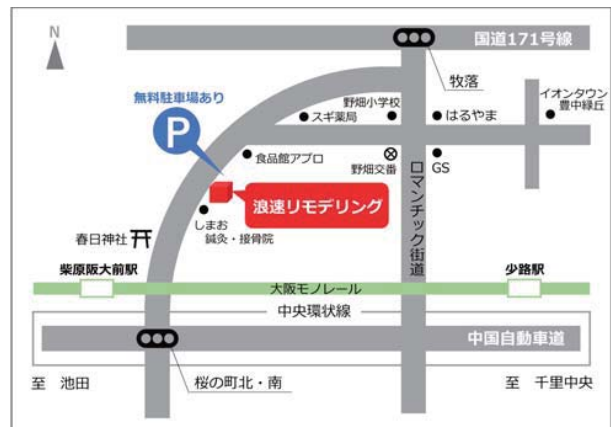 N
国道171号線
牧落
無料駐車場あり
P
野畑小学校
イオンタウン
豊中緑丘
スギ薬局
はるやま
食品館アプロ
野畑交番
GS
ロマンチック街道
浪速リモデリング
しまお
鍼灸・接骨院
春日神社
柴原阪大前駅
少路駅
大阪モノレール
中央環状線
中国自動車道
至 池田
桜の町北・南
至 千里中央